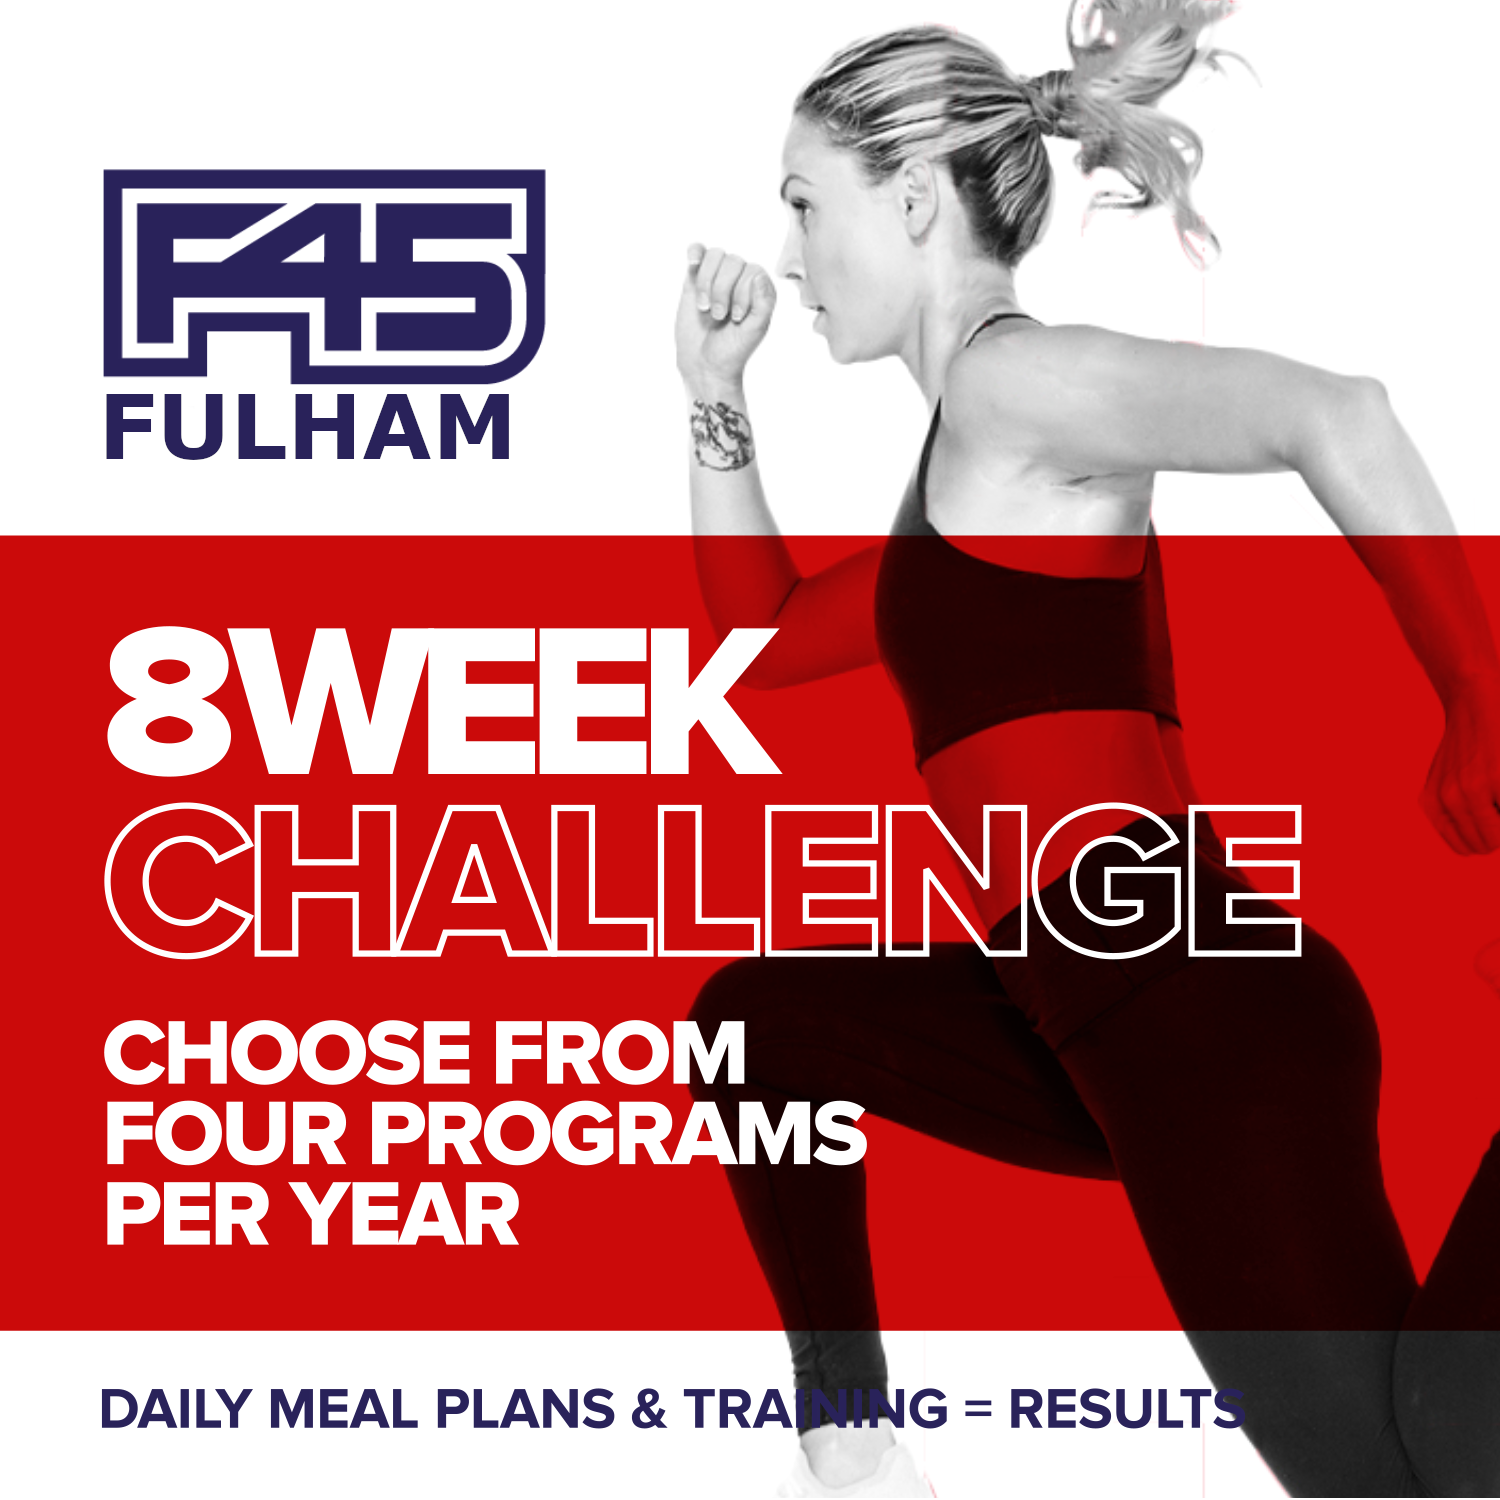 F45
FULHAM
8WEEK
CHALLENGE
CHOOSE FROM
FOUR PROGRAMS
PER YEAR
DAILY MEAL PLANS & TRAINING = RESULTS